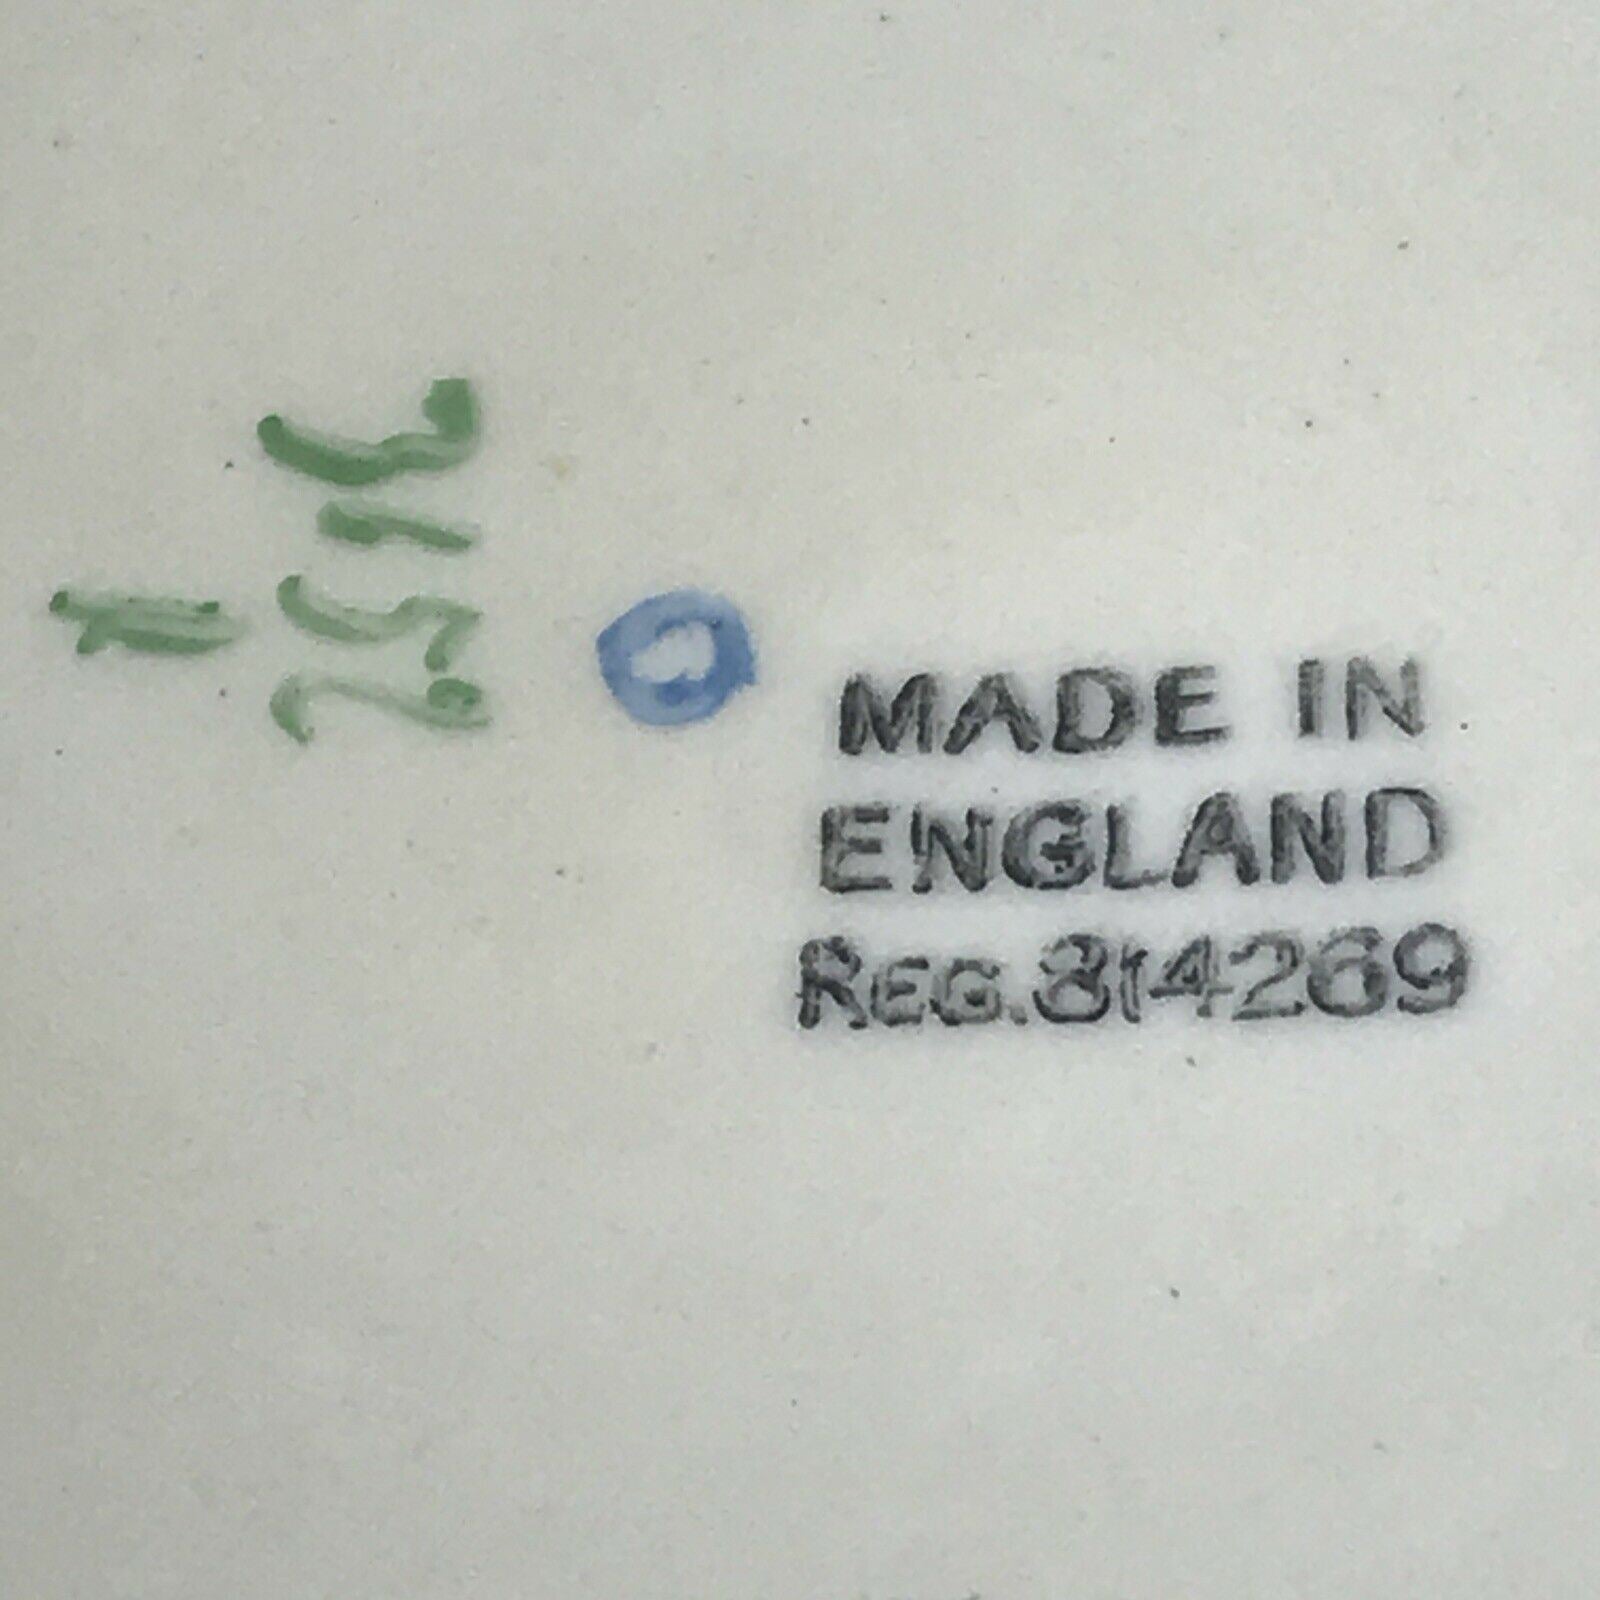 MADE IN
ENGLAND
REG. 814269